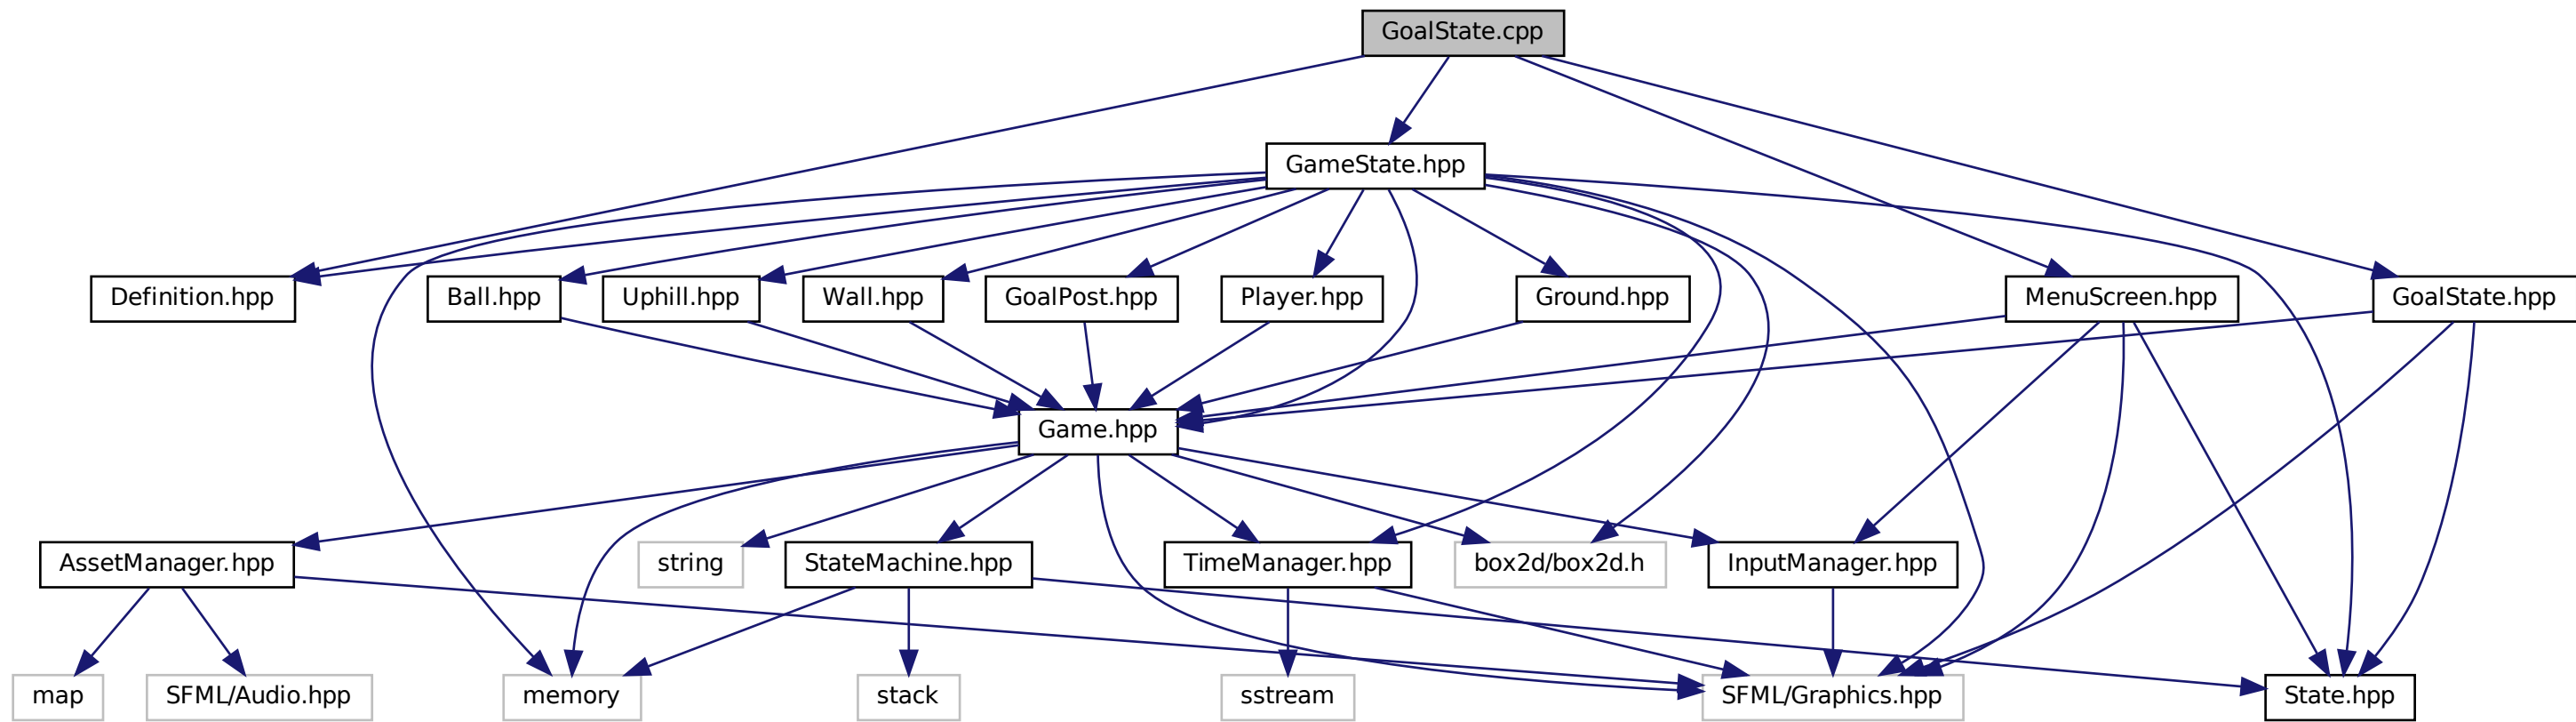 GoalState.cpp
GameState.hpp
Definition.hpp
Ball.hpp
Uphill.hpp
Wall.hpp
GoalPost.hpp
Player.hpp
Ground.hpp
MenuScreen.hpp
GoalState.hpp
Game.hpp
AssetManager.hpp
string
StateMachine.hpp
TimeManager.hpp
box2d/box2d.h
InputManager.hpp
map
SFML/Audio.hpp
memory
stack
sstream
SFML/Graphics.hpp
State.hpp